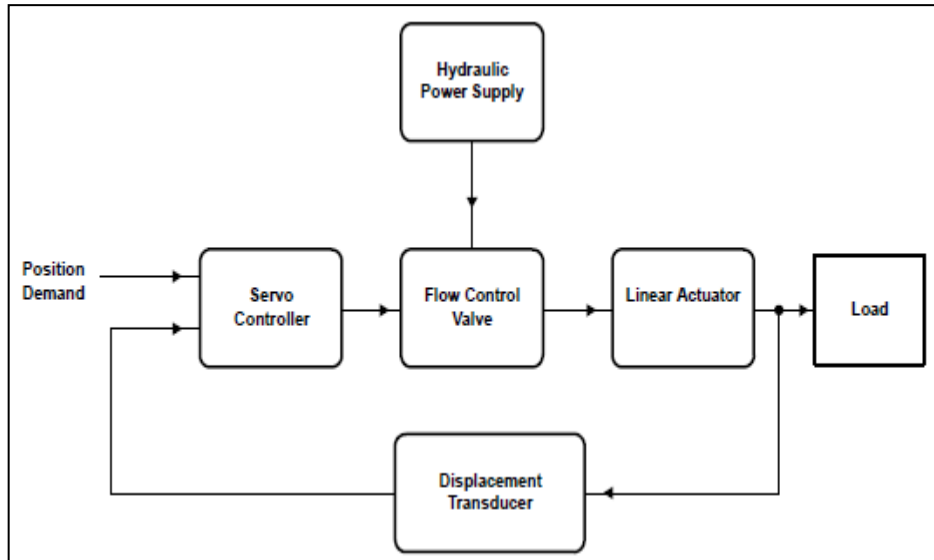 Hydraulic
Power Supply
Position
Demand
Servo
Controller
Flow Control
Valve
Linear Actuator
Load
Displacement
Transducer